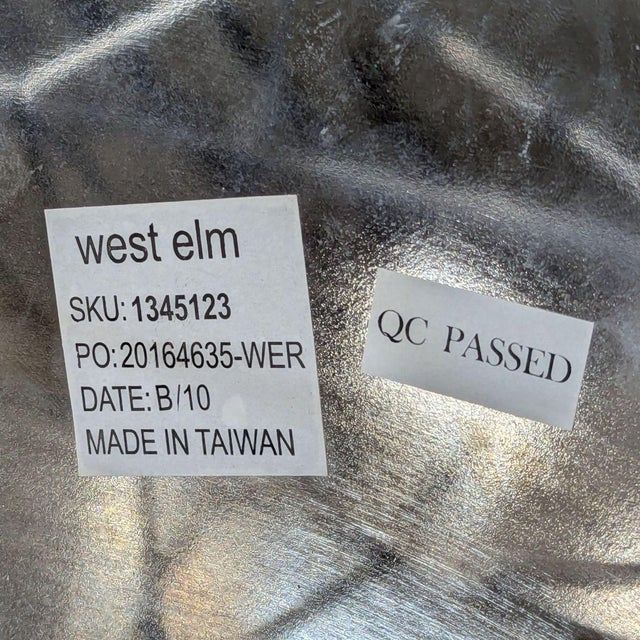 west elm
SKU: 1345123
PO: 20164635-WER
DATE: B/10
MADE IN TAIWAN
QC PASSED